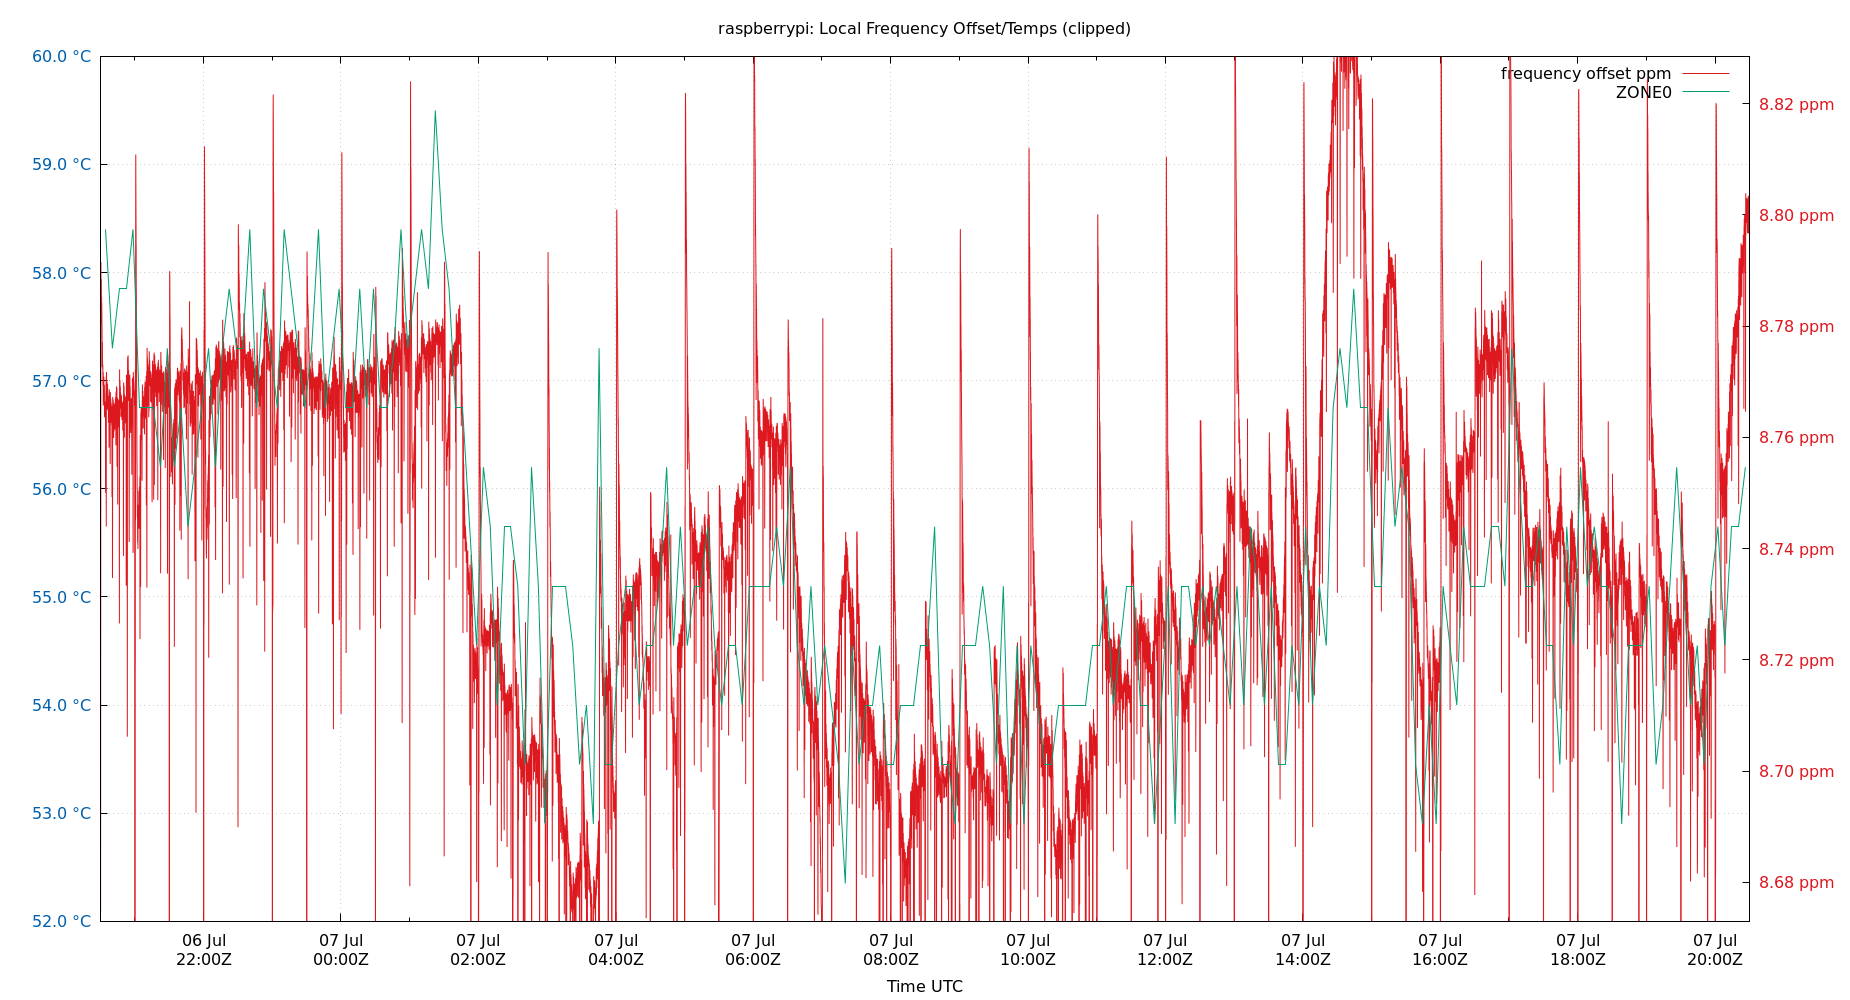 raspberrypi: Local Frequency Offset/Temps (clipped)
60.0 °C
59.0 °C
58.0 °C
57.0 °C
56.0 °C
55.0 °C
54.0 °C
53.0 °C
52.0 °C
frequency offset ppm
ZONE0
8.82 ppm
8.80 ppm
8.78 ppm
8.76 ppm
8.74 ppm
8.72 ppm
8.70 ppm
8.68 ppm
06 Jul
22:00Z
07 Jul
00:00Z
07 Jul
02:00Z
07 Jul
04:00Z
07 Jul
06:00Z
07 Jul
08:00Z
07 Jul
10:00Z
07 Jul
12:00Z
07 Jul
14:00Z
07 Jul
16:00Z
07 Jul
18:00Z
07 Jul
20:00Z
Time UTC